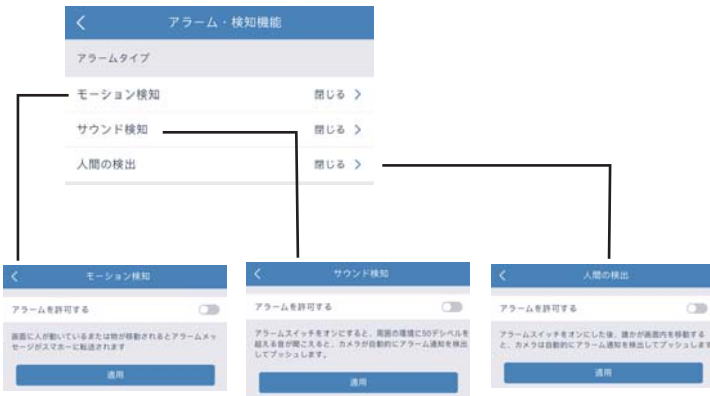 アラーム・検知機能
アラームタイプ
モーション検知 閉じる
サウンド検知 閉じる
人間の検出 閉じる
モーション検知
アラームを許可する
画面に人が動いているまたは物が移動されるとアラームメッ
セージがスマホーに転送されます
適用
サウンド検知
アラームを許可する
アラームスイッチをオンにすると、周囲の環境に50デシベルを
超える音が聞こえると、カメラが自動的にアラーム通知を検出
してプッシュします。
適用
人間の検出
アラームを許可する
アラームスイッチをオンにした後、誰かが画面内を移動する
と、カメラは自動的にアラーム通知を検出してプッシュします
適用